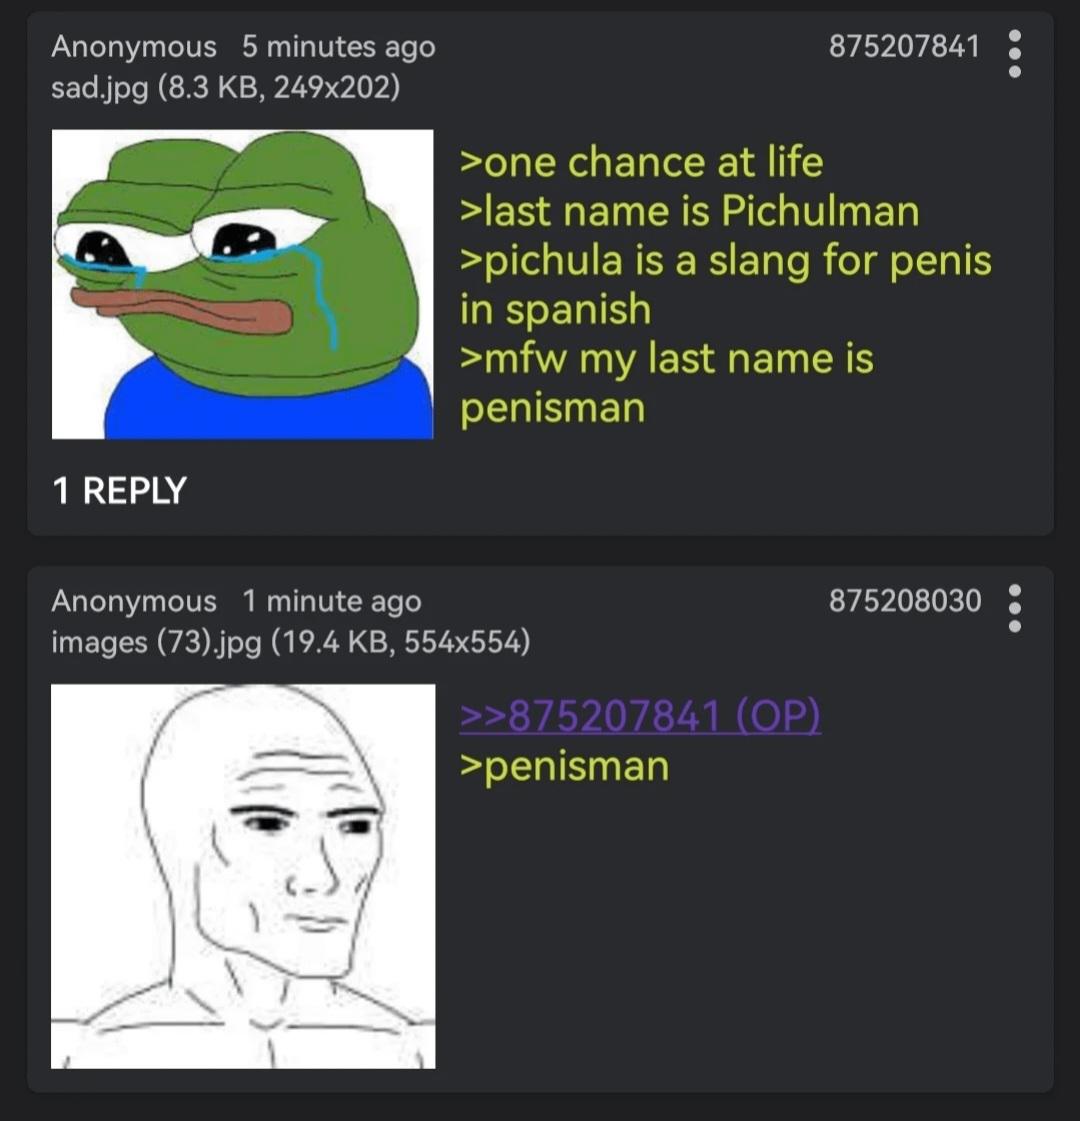 Anonymous 5 minutes ago 875207841
sad.jpg (8.3 KB, 249x202)
>one chance at life
>last name is Pichulman
>pichula is a slang for penis
in spanish
>mfw my last name is
penisman
1 REPLY
Anonymous 1 minute ago 875208030
images (73).jpg (19.4 KB, 554x554)
>>875207841 (OP)
>penisman